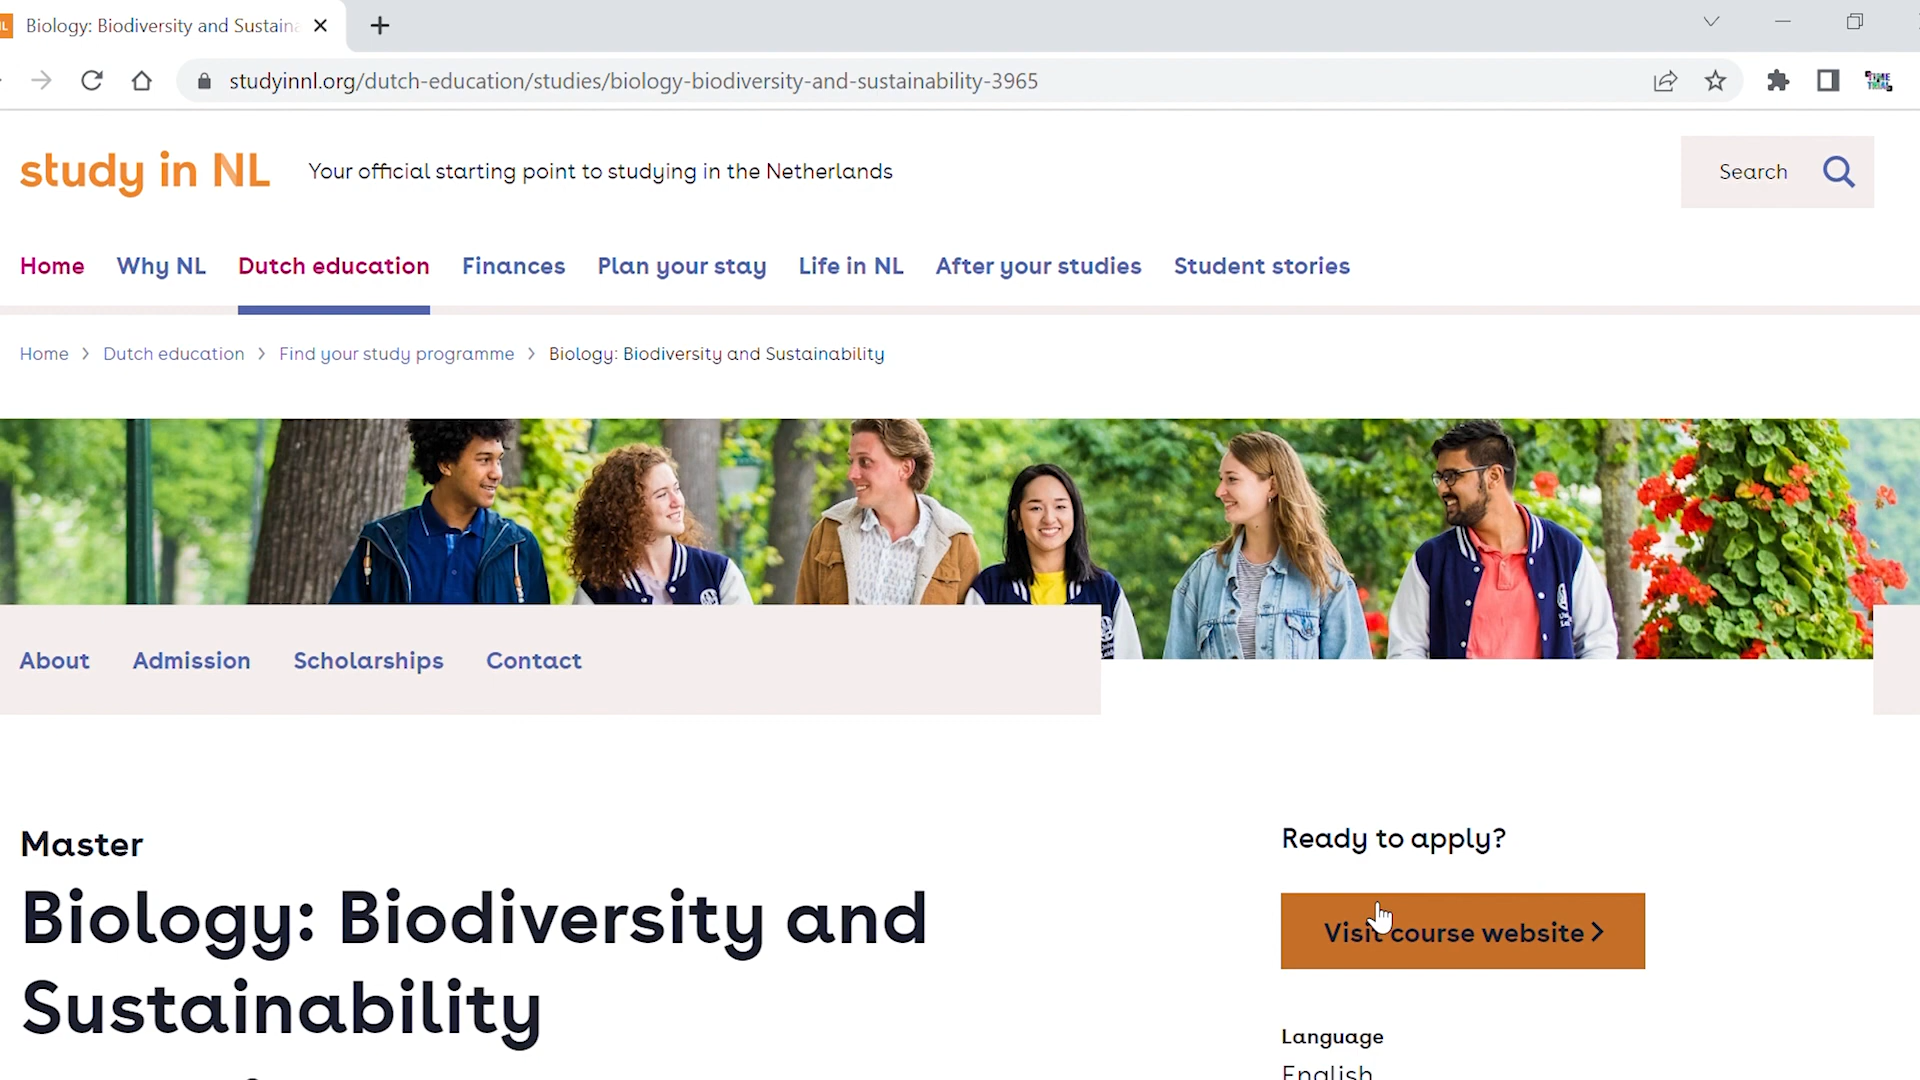 Biology: Biodiversity and Sustaina
studyinnl.org/dutch-education/studies/biology-biodiversity-and-sustainability-3965
TIME TRIAL
study in NL
Your official starting point to studying in the Netherlands
Search
Home Why NL Dutch education Finances Plan your stay Life in NL After your studies Student stories
Home > Dutch education > Find your study programme > Biology: Biodiversity and Sustainability
About Admission Scholarships Contact
Master
Biology: Biodiversity and
Sustainability
Ready to apply?
Visit course website >
Language
English